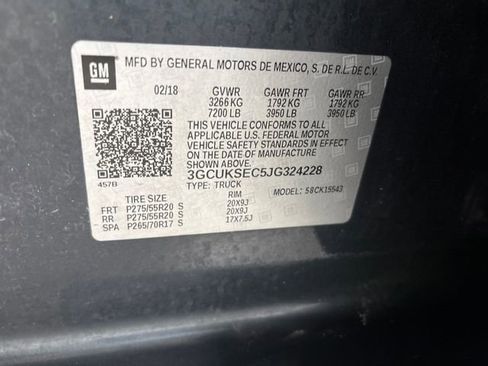 GM
MFD BY GENERAL MOTORS DE MEXICO, S. DE R.L. DE C.V.
02/18 GVWR GAWR FRT GAWR RR
3266 KG 1792 KG 1792 KG
7200 LB 3950 LB 3950 LB
THIS VEHICLE CONFORMS TO ALL
APPLICABLE U.S. FEDERAL MOTOR
VEHICLE SAFETY STANDARDS IN EFFECT ON
THE DATE OF MANUFACTURE SHOWN ABOVE.
3GCUKSEC5JG324228
457B TYPE: TRUCK MODEL: SBCK15543
TIRE SIZE RIM
FRT P275/55R20 S 20X9J
RR P275/55R20 S 20X9J
SPA P265/70R17 S 17X7.5J